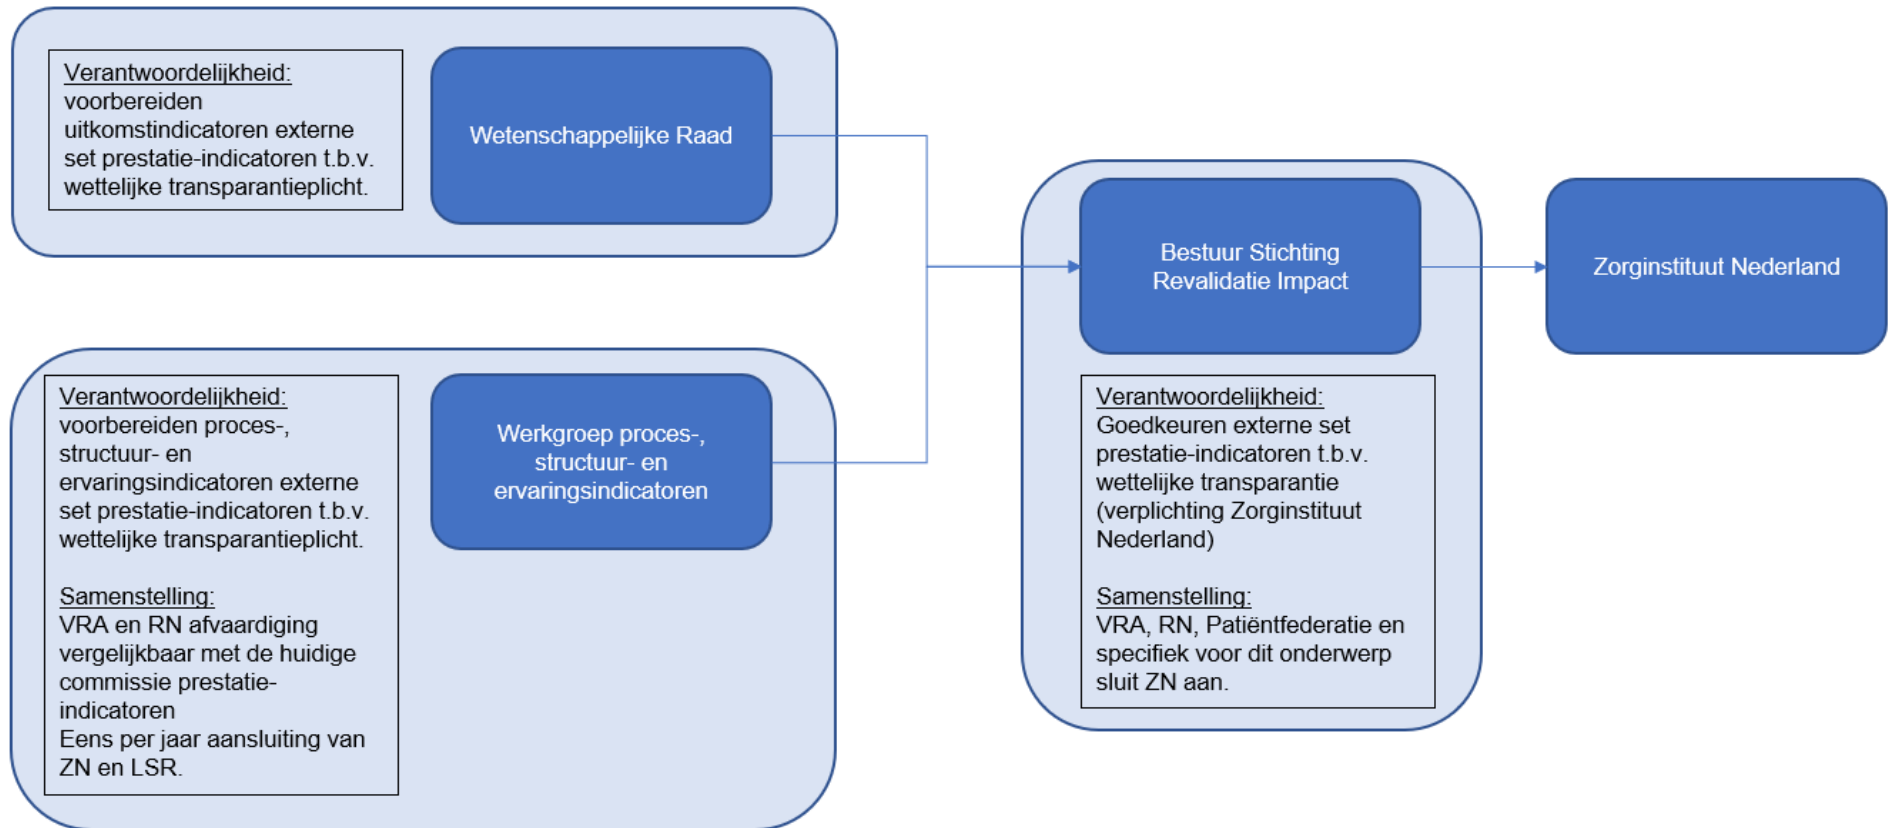 Verantwoordelijkheid:
voorbereiden
uitkomstindicatoren externe
set prestatie-indicatoren t.b.v.
wettelijke transparantieplicht.
Wetenschappelijke Raad
Verantwoordelijkheid:
voorbereiden proces-,
structuur- en
ervaringsindicatoren externe
set prestatie-indicatoren t.b.v.
wettelijke transparantieplicht.
Samenstelling:
VRA en RN afvaardiging
vergelijkbaar met de huidige
commissie prestatie-
indicatoren
Eens per jaar aansluiting van
ZN en LSR.
Werkgroep proces-,
structuur- en
ervaringsindicatoren
Bestuur Stichting
Revalidatie Impact
Verantwoordelijkheid:
Goedkeuren externe set
prestatie-indicatoren t.b.v.
wettelijke transparantie
(verplichting Zorginstituut
Nederland)
Samenstelling:
VRA, RN, Patiëntfederatie en
specifiek voor dit onderwerp
sluit ZN aan.
Zorginstituut Nederland